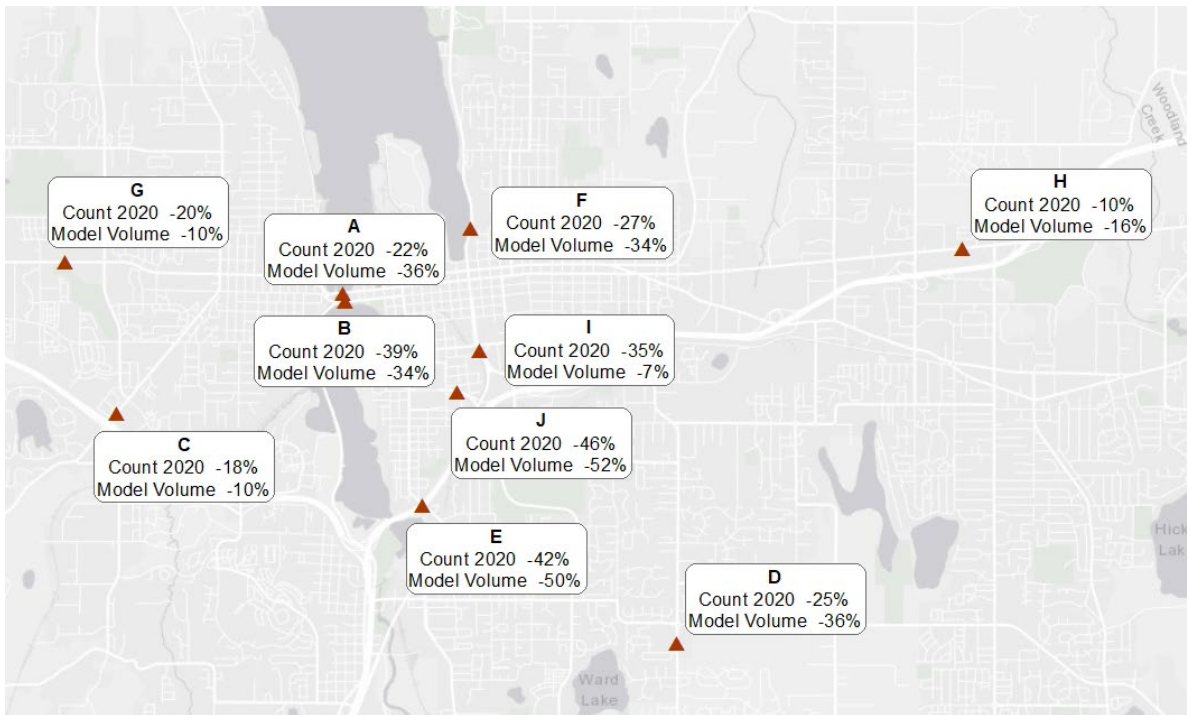 Woodland
Creek
G
Count 2020 -20%
Model Volume -10%
A
Count 2020 -22%
Model Volume -36%
F
Count 2020 -27%
Model Volume -34%
H
Count 2020 -10%
Model Volume -16%
B
Count 2020 -39%
Model Volume -34%
I
Count 2020 -35%
Model Volume -7%
C
Count 2020 -18%
Model Volume -10%
J
Count 2020 -46%
Model Volume -52%
E
Count 2020 -42%
Model Volume -50%
Hick
Lak
D
Count 2020 -25%
Model Volume -36%
Ward
Lake